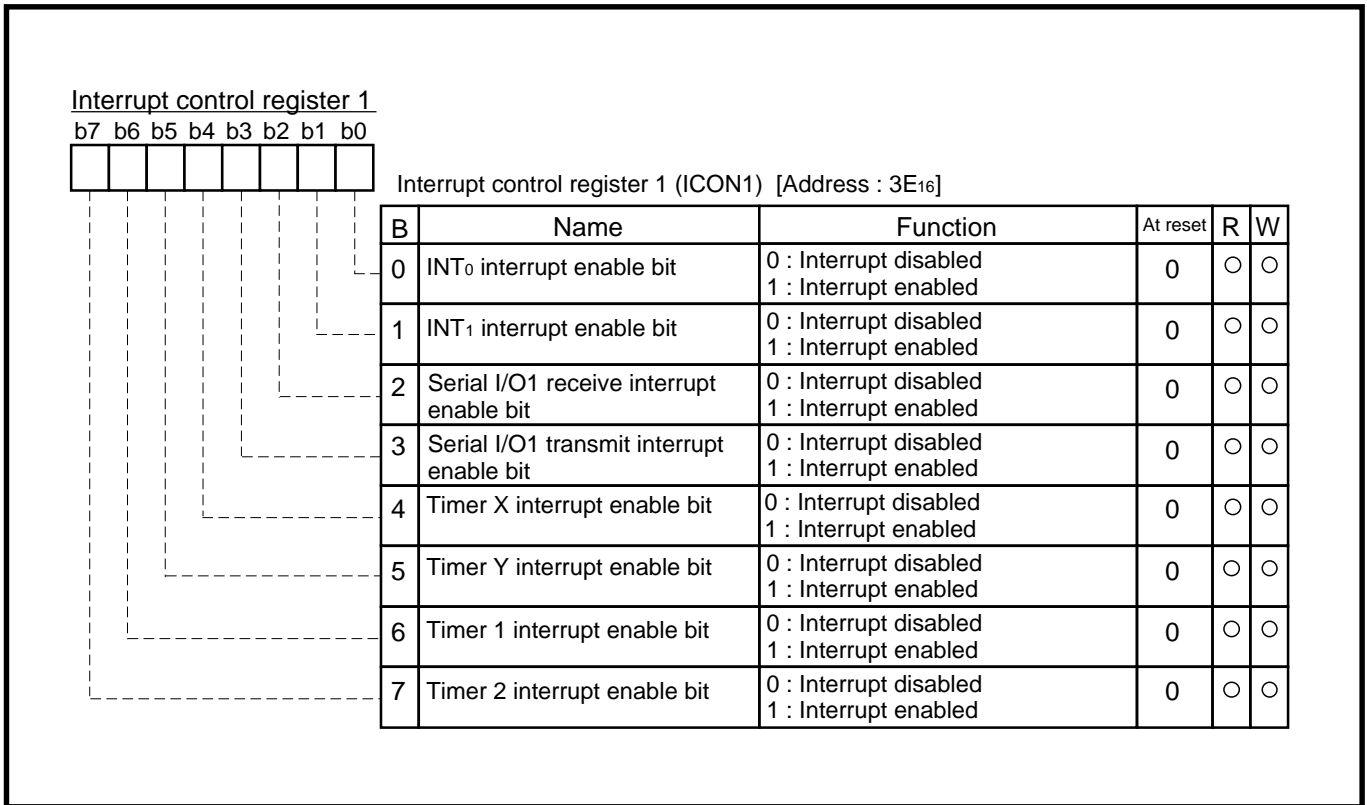 Interrupt control register 1
b7 b6 b5 b4 b3 b2 b1 b0
Interrupt control register 1 (ICON1) [Address : 3E16]
B Name Function At reset R W
0 INT0 interrupt enable bit 0 : Interrupt disabled 0 ○ ○
1 : Interrupt enabled
1 INT1 interrupt enable bit 0 : Interrupt disabled 0 ○ ○
1 : Interrupt enabled
2 Serial I/O1 receive interrupt 0 : Interrupt disabled 0 ○ ○
enable bit 1 : Interrupt enabled
3 Serial I/O1 transmit interrupt 0 : Interrupt disabled 0 ○ ○
enable bit 1 : Interrupt enabled
4 Timer X interrupt enable bit 0 : Interrupt disabled 0 ○ ○
1 : Interrupt enabled
5 Timer Y interrupt enable bit 0 : Interrupt disabled 0 ○ ○
1 : Interrupt enabled
6 Timer 1 interrupt enable bit 0 : Interrupt disabled 0 ○ ○
1 : Interrupt enabled
7 Timer 2 interrupt enable bit 0 : Interrupt disabled 0 ○ ○
1 : Interrupt enabled